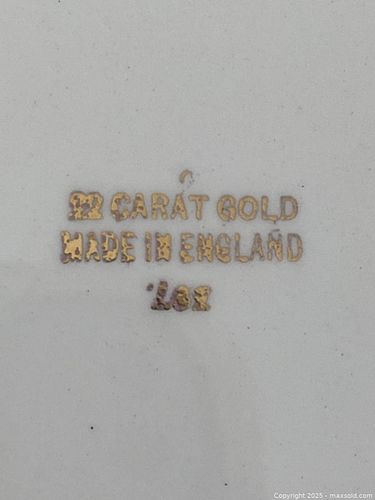 22 CARAT GOLD
MADE IN ENGLAND
Copyright © 2025 - maxsold.com